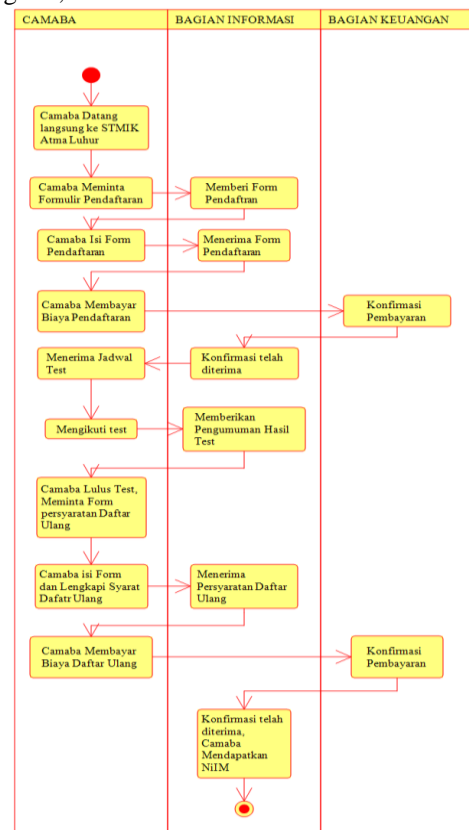 CAMABA
BAGIAN INFORMASI
BAGIAN KEUANGAN
Camaba Datang
langsung ke STMIK
Atma Luhur
Camaba Meminta
Formulir Pendaftaran
Memberi Form
Pendaftran
Camaba Isi Form
Pendaftaran
Menerima Form
Pendaftaran
Camaba Membayar
Biaya Pendaftaran
Konfirmasi
Pembayaran
Menerima Jadwal
Test
Konfirmasi telah
diterima
Mengikuti test
Memberikan
Pengumuman Hasil
Test
Camaba Lulus Test,
Meminta Form
persyaratan Daftar
Ulang
Camaba isi Form
dan Lengkapi Syarat
Dafatr Ulang
Menerima
Persyaratan Daftar
Ulang
Camaba Membayar
Biaya Daftar Ulang
Konfirmasi
Pembayaran
Konfirmasi telah
diterima,
Camaba
Mendapatkan
NiIM